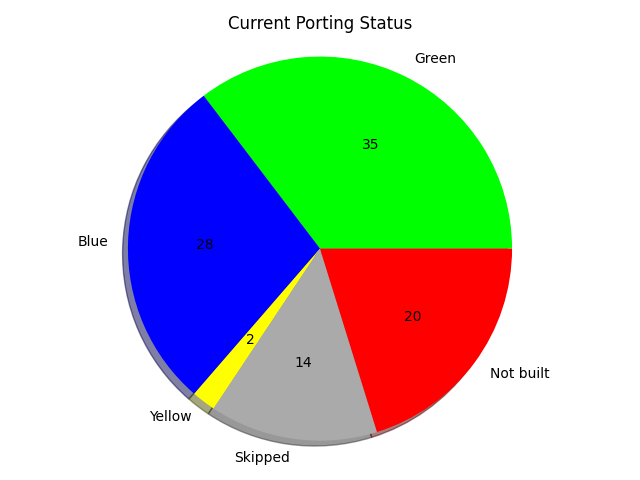 Current Porting Status
Green
35
Blue
28
2
Yellow
14
Skipped
20
Not built